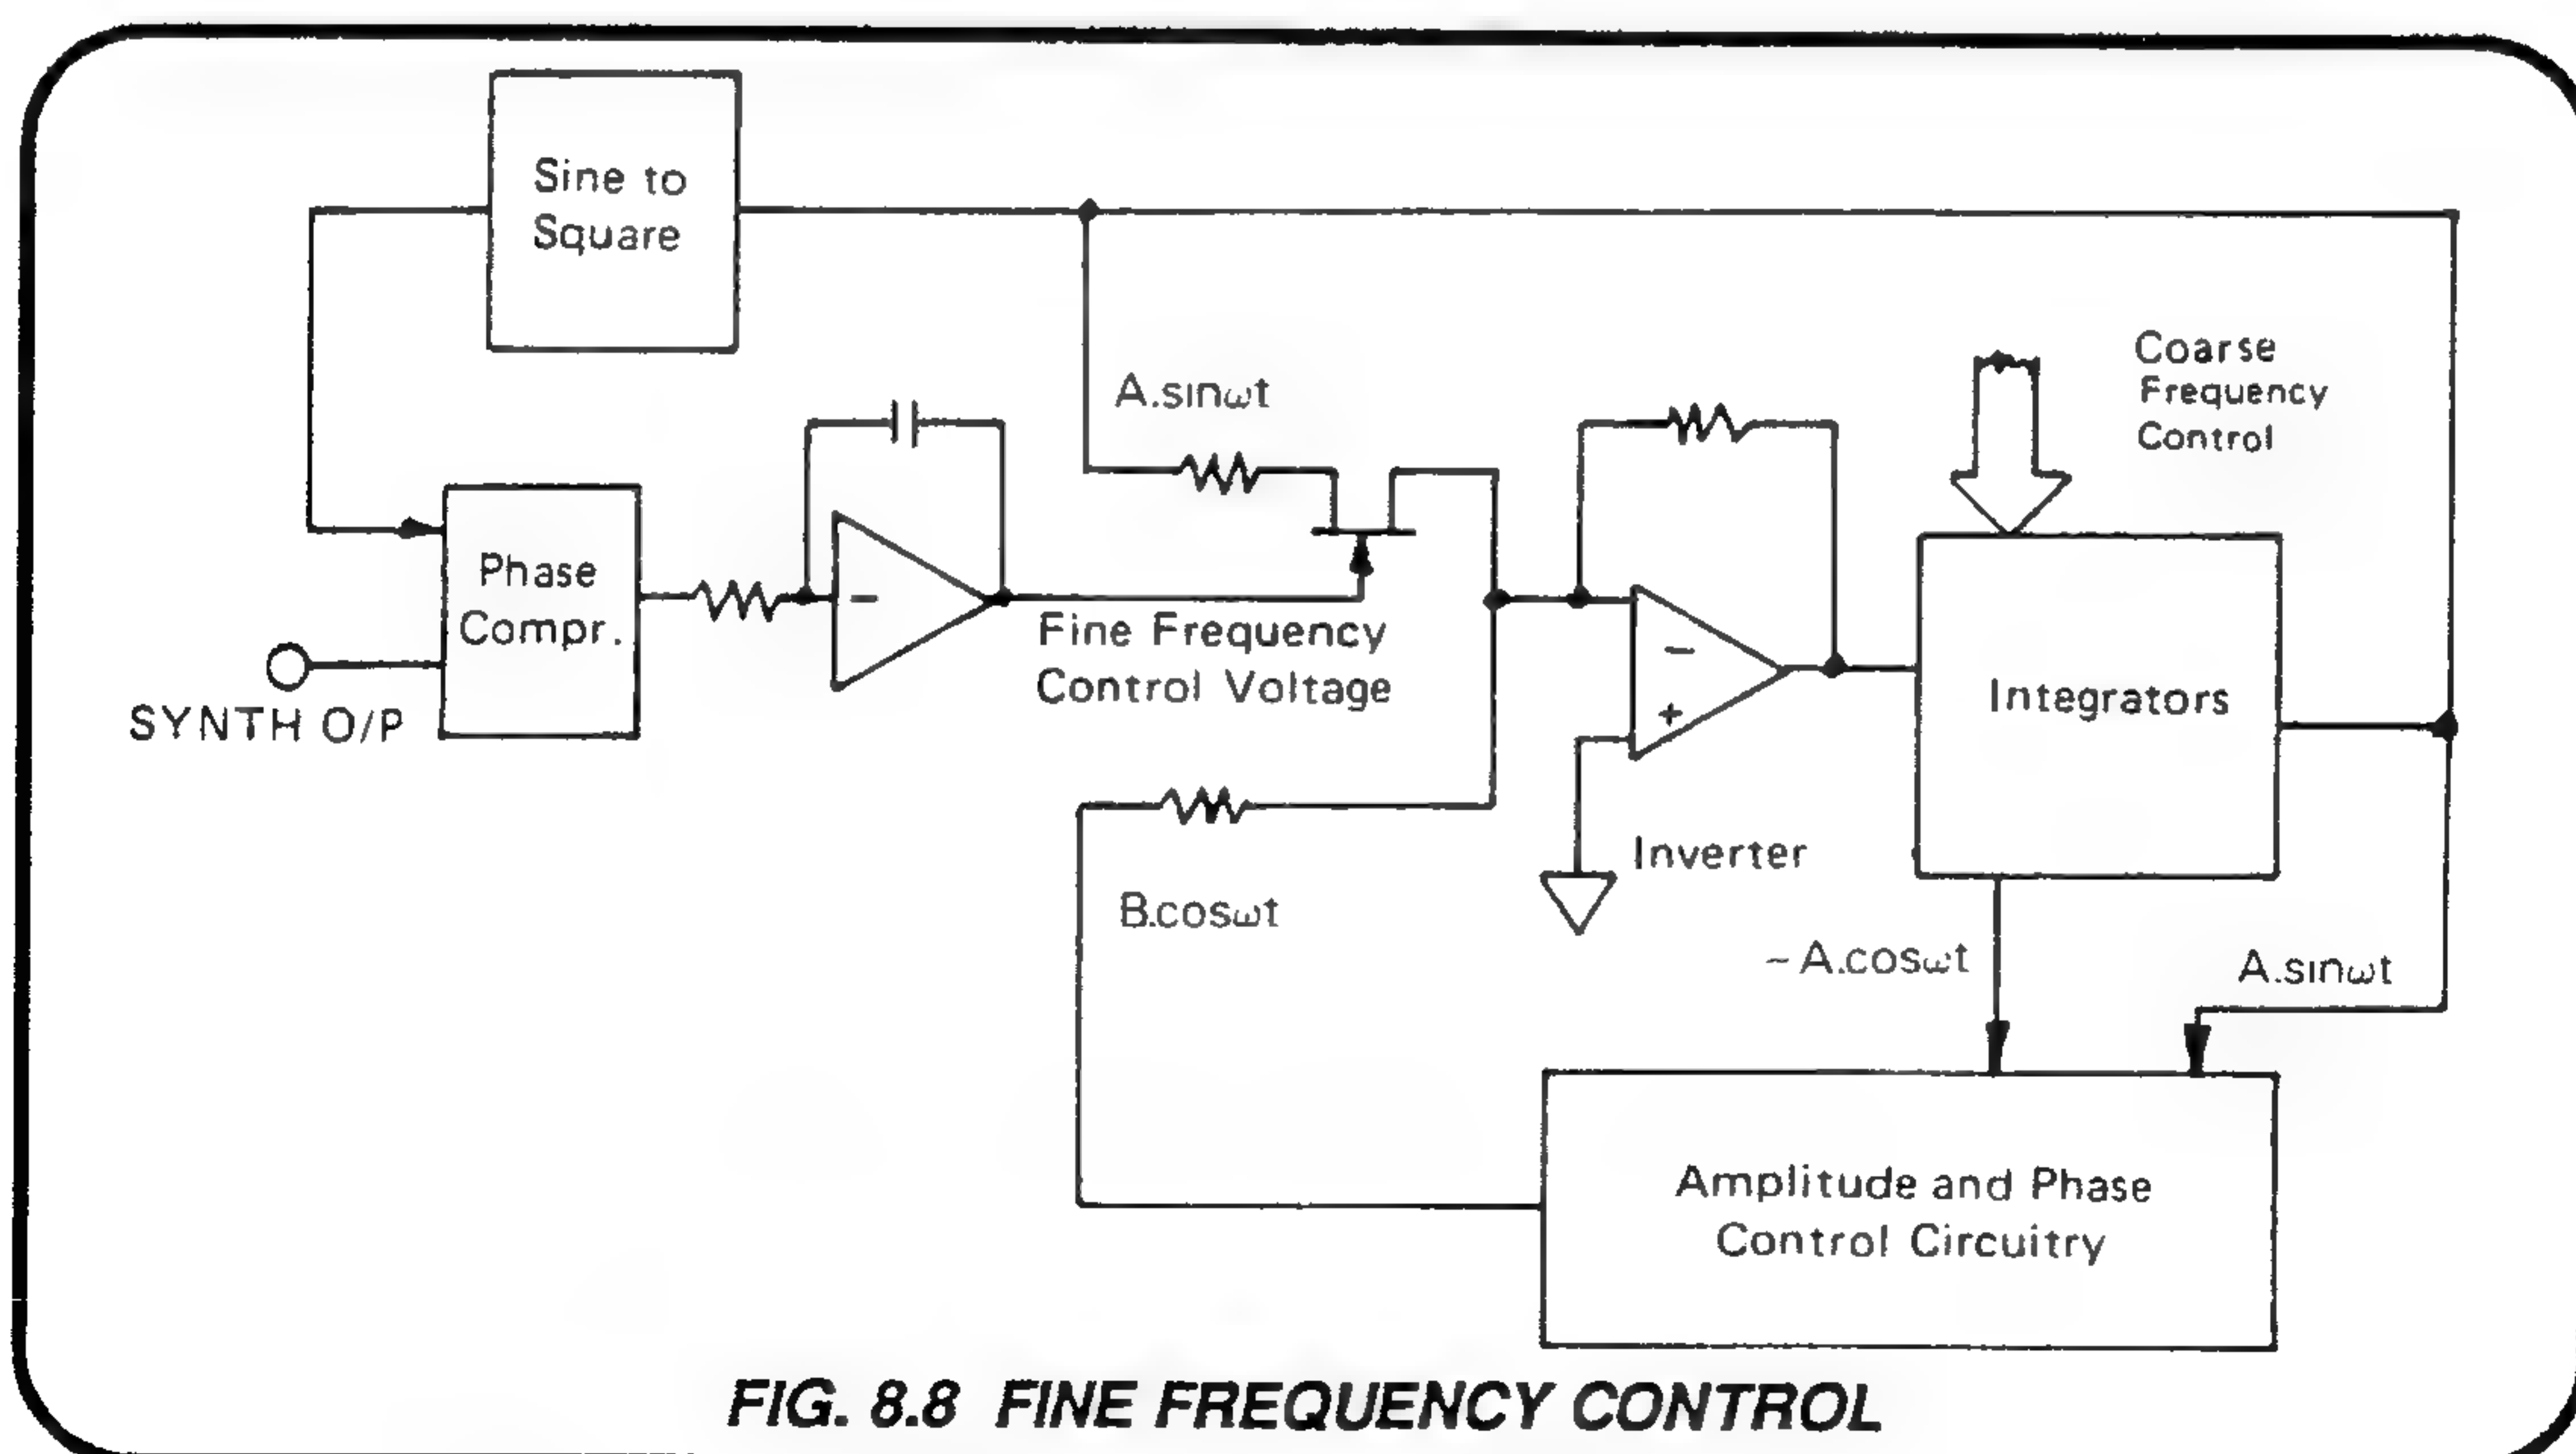 Sine to
Square
A.sinωt
Coarse
Frequency
Control
Phase
Compr.
−
Fine Frequency
Control Voltage
−
+
Integrators
SYNTH O/P
Inverter
B.cosωt
−A.cosωt
A.sinωt
Amplitude and Phase
Control Circuitry
FIG. 8.8 FINE FREQUENCY CONTROL